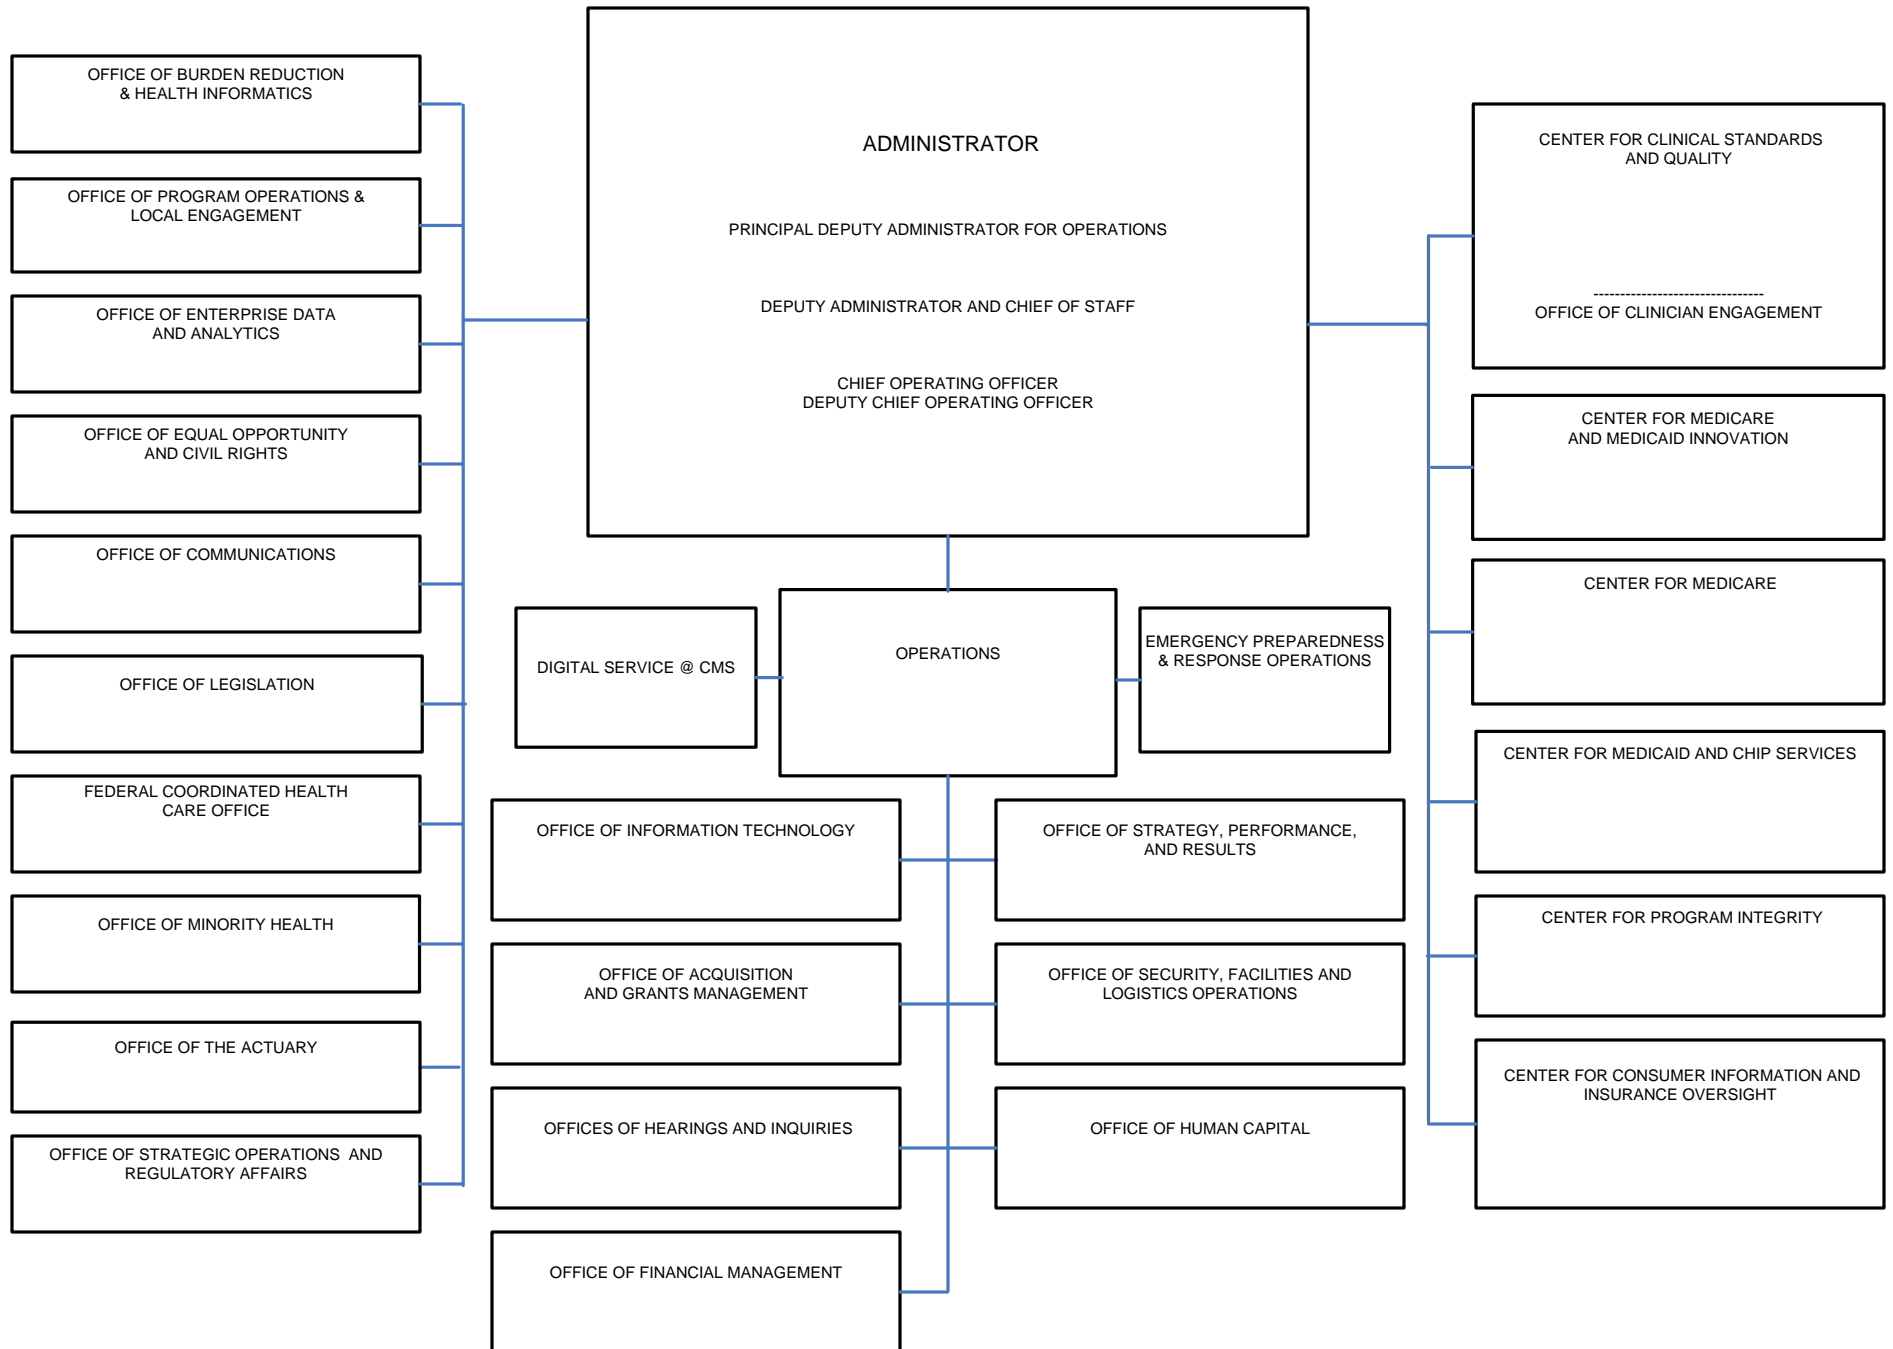 OFFICE OF BURDEN REDUCTION
& HEALTH INFORMATICS
OFFICE OF PROGRAM OPERATIONS &
LOCAL ENGAGEMENT
OFFICE OF ENTERPRISE DATA
AND ANALYTICS
OFFICE OF EQUAL OPPORTUNITY
AND CIVIL RIGHTS
OFFICE OF COMMUNICATIONS
OFFICE OF LEGISLATION
FEDERAL COORDINATED HEALTH
CARE OFFICE
OFFICE OF MINORITY HEALTH
OFFICE OF THE ACTUARY
OFFICE OF STRATEGIC OPERATIONS AND
REGULATORY AFFAIRS
ADMINISTRATOR
PRINCIPAL DEPUTY ADMINISTRATOR FOR OPERATIONS
DEPUTY ADMINISTRATOR AND CHIEF OF STAFF
CHIEF OPERATING OFFICER
DEPUTY CHIEF OPERATING OFFICER
DIGITAL SERVICE @ CMS
OPERATIONS
EMERGENCY PREPAREDNESS
& RESPONSE OPERATIONS
OFFICE OF INFORMATION TECHNOLOGY
OFFICE OF STRATEGY, PERFORMANCE,
AND RESULTS
OFFICE OF ACQUISITION
AND GRANTS MANAGEMENT
OFFICE OF SECURITY, FACILITIES AND
LOGISTICS OPERATIONS
OFFICES OF HEARINGS AND INQUIRIES
OFFICE OF HUMAN CAPITAL
OFFICE OF FINANCIAL MANAGEMENT
CENTER FOR CLINICAL STANDARDS
AND QUALITY
--------------------------------
OFFICE OF CLINICIAN ENGAGEMENT
CENTER FOR MEDICARE
AND MEDICAID INNOVATION
CENTER FOR MEDICARE
CENTER FOR MEDICAID AND CHIP SERVICES
CENTER FOR PROGRAM INTEGRITY
CENTER FOR CONSUMER INFORMATION AND
INSURANCE OVERSIGHT